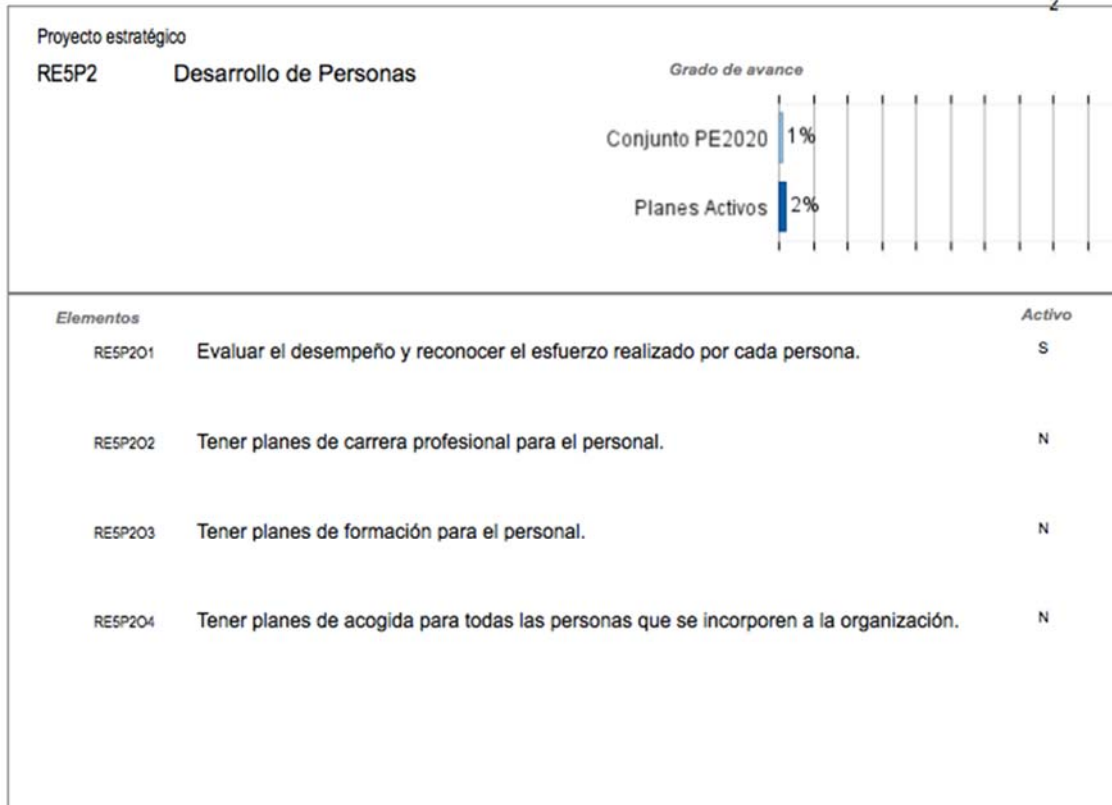 2
Proyecto estratégico
RE5P2 Desarrollo de Personas
Grado de avance
Conjunto PE2020 1%
Planes Activos 2%
Elementos Activo
RE5P2O1 Evaluar el desempeño y reconocer el esfuerzo realizado por cada persona. S
RE5P2O2 Tener planes de carrera profesional para el personal. N
RE5P2O3 Tener planes de formación para el personal. N
RE5P2O4 Tener planes de acogida para todas las personas que se incorporen a la organización. N